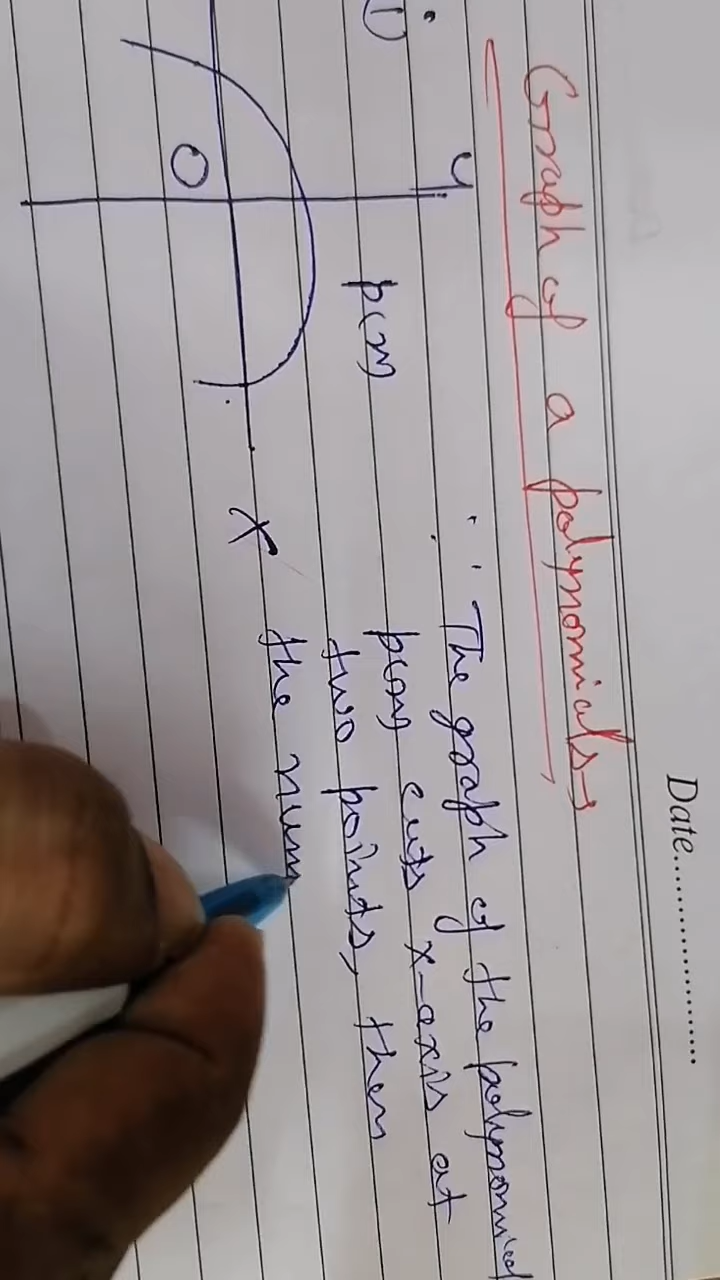 Date....................
Graph of a polynomials→
1)
y
p(x)
O
x
∵ The graph of the polynomial
p(x) cuts x-axis at
two points, then
the num